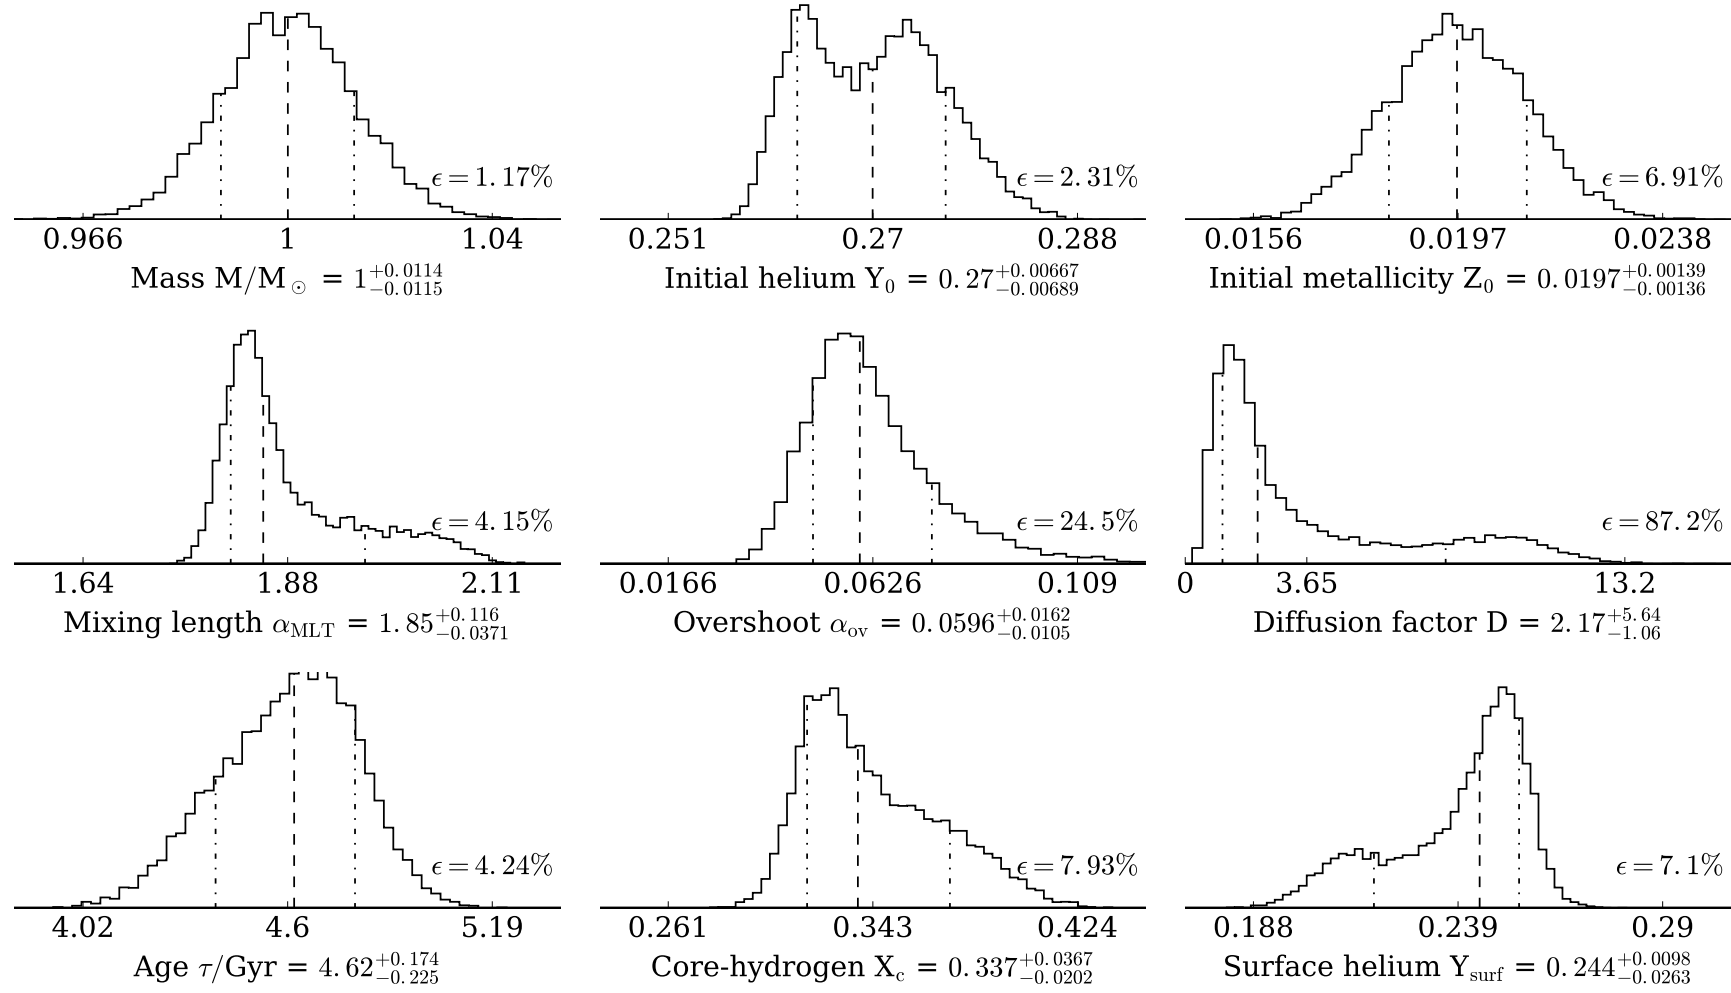 ϵ = 1.17%
0.966 1 1.04
Mass M/M⊙ = 1 +0.0114 −0.0115
ϵ = 2.31%
0.251 0.27 0.288
Initial helium Y₀ = 0.27 +0.00667 −0.00689
ϵ = 6.91%
0.0156 0.0197 0.0238
Initial metallicity Z₀ = 0.0197 +0.00139 −0.00136
ϵ = 4.15%
1.64 1.88 2.11
Mixing length α_MLT = 1.85 +0.116 −0.0371
ϵ = 24.5%
0.0166 0.0626 0.109
Overshoot α_ov = 0.0596 +0.0162 −0.0105
ϵ = 87.2%
0 3.65 13.2
Diffusion factor D = 2.17 +5.64 −1.06
ϵ = 4.24%
4.02 4.6 5.19
Age τ/Gyr = 4.62 +0.174 −0.225
ϵ = 7.93%
0.261 0.343 0.424
Core-hydrogen X_c = 0.337 +0.0367 −0.0202
ϵ = 7.1%
0.188 0.239 0.29
Surface helium Y_surf = 0.244 +0.0098 −0.0263